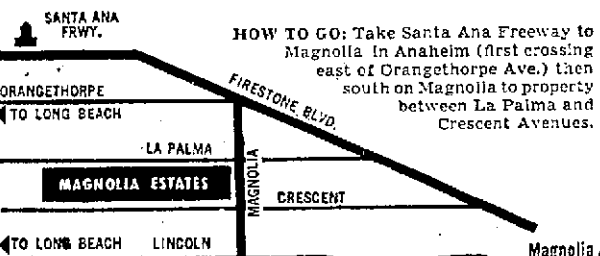 SANTA ANA
FRWY.
HOW TO GO: Take Santa Ana Freeway to
Magnolia in Anaheim (first crossing
east of Orangethorpe Ave.) then
south on Magnolia to property
between La Palma and
Crescent Avenues.
ORANGETHORPE
TO LONG BEACH
FIRESTONE BLVD.
LA PALMA
MAGNOLIA ESTATES
MAGNOLIA
CRESCENT
TO LONG BEACH
LINCOLN
Magnolia